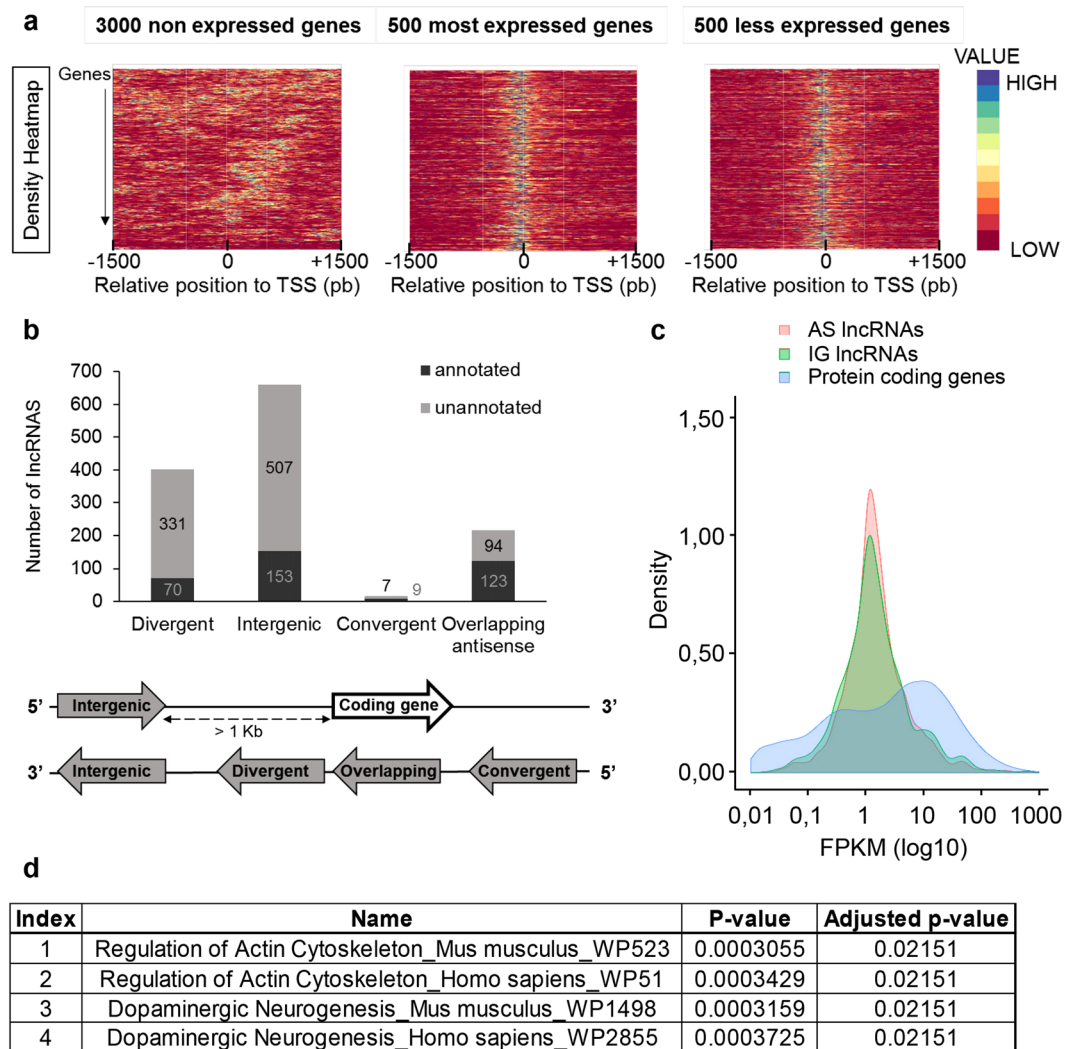 a
3000 non expressed genes
500 most expressed genes
500 less expressed genes
Density Heatmap
Genes
VALUE
HIGH
LOW
-1500 0 +1500
-1500 0 +1500
-1500 0 +1500
Relative position to TSS (pb)
Relative position to TSS (pb)
Relative position to TSS (pb)
b
Number of lncRNAS
700
600
500
400
300
200
100
0
annotated
unannotated
331
70
507
153
7
9
94
123
Divergent
Intergenic
Convergent
Overlapping
antisense
5’ Intergenic Coding gene 3’
> 1 Kb
3’ Intergenic Divergent Overlapping Convergent 5’
c
AS lncRNAs
IG lncRNAs
Protein coding genes
Density
1,50
1,00
0,50
0,00
0,01 0,1 1 10 100 1000
FPKM (log10)
d
Index Name P-value Adjusted p-value
1 Regulation of Actin Cytoskeleton_Mus musculus_WP523 0.0003055 0.02151
2 Regulation of Actin Cytoskeleton_Homo sapiens_WP51 0.0003429 0.02151
3 Dopaminergic Neurogenesis_Mus musculus_WP1498 0.0003159 0.02151
4 Dopaminergic Neurogenesis_Homo sapiens_WP2855 0.0003725 0.02151